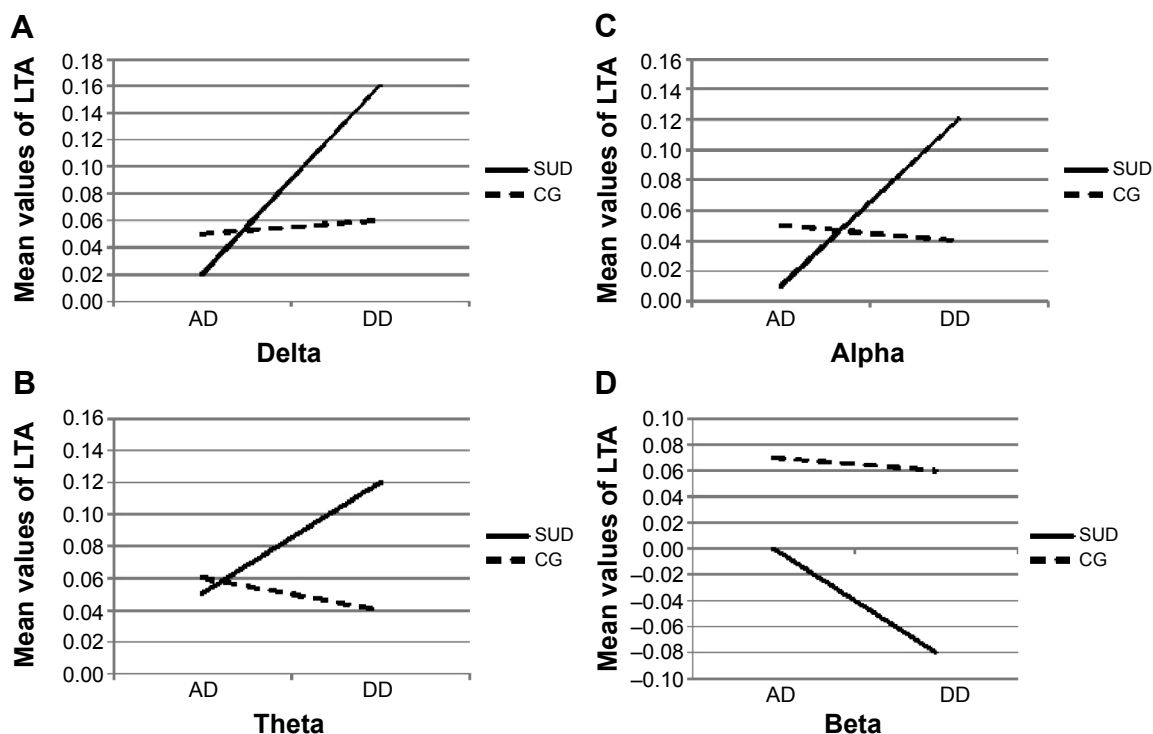 A
Mean values of LTA
0.18
0.16
0.14
0.12
0.10
0.08
0.06
0.04
0.02
0.00
AD
DD
Delta
SUD
CG
C
Mean values of LTA
0.16
0.14
0.12
0.10
0.08
0.06
0.04
0.02
0.00
AD
DD
Alpha
SUD
CG
B
Mean values of LTA
0.16
0.14
0.12
0.10
0.08
0.06
0.04
0.02
0.00
AD
DD
Theta
SUD
CG
D
Mean values of LTA
0.10
0.08
0.06
0.04
0.02
0.00
–0.02
–0.04
–0.06
–0.08
–0.10
AD
DD
Beta
SUD
CG